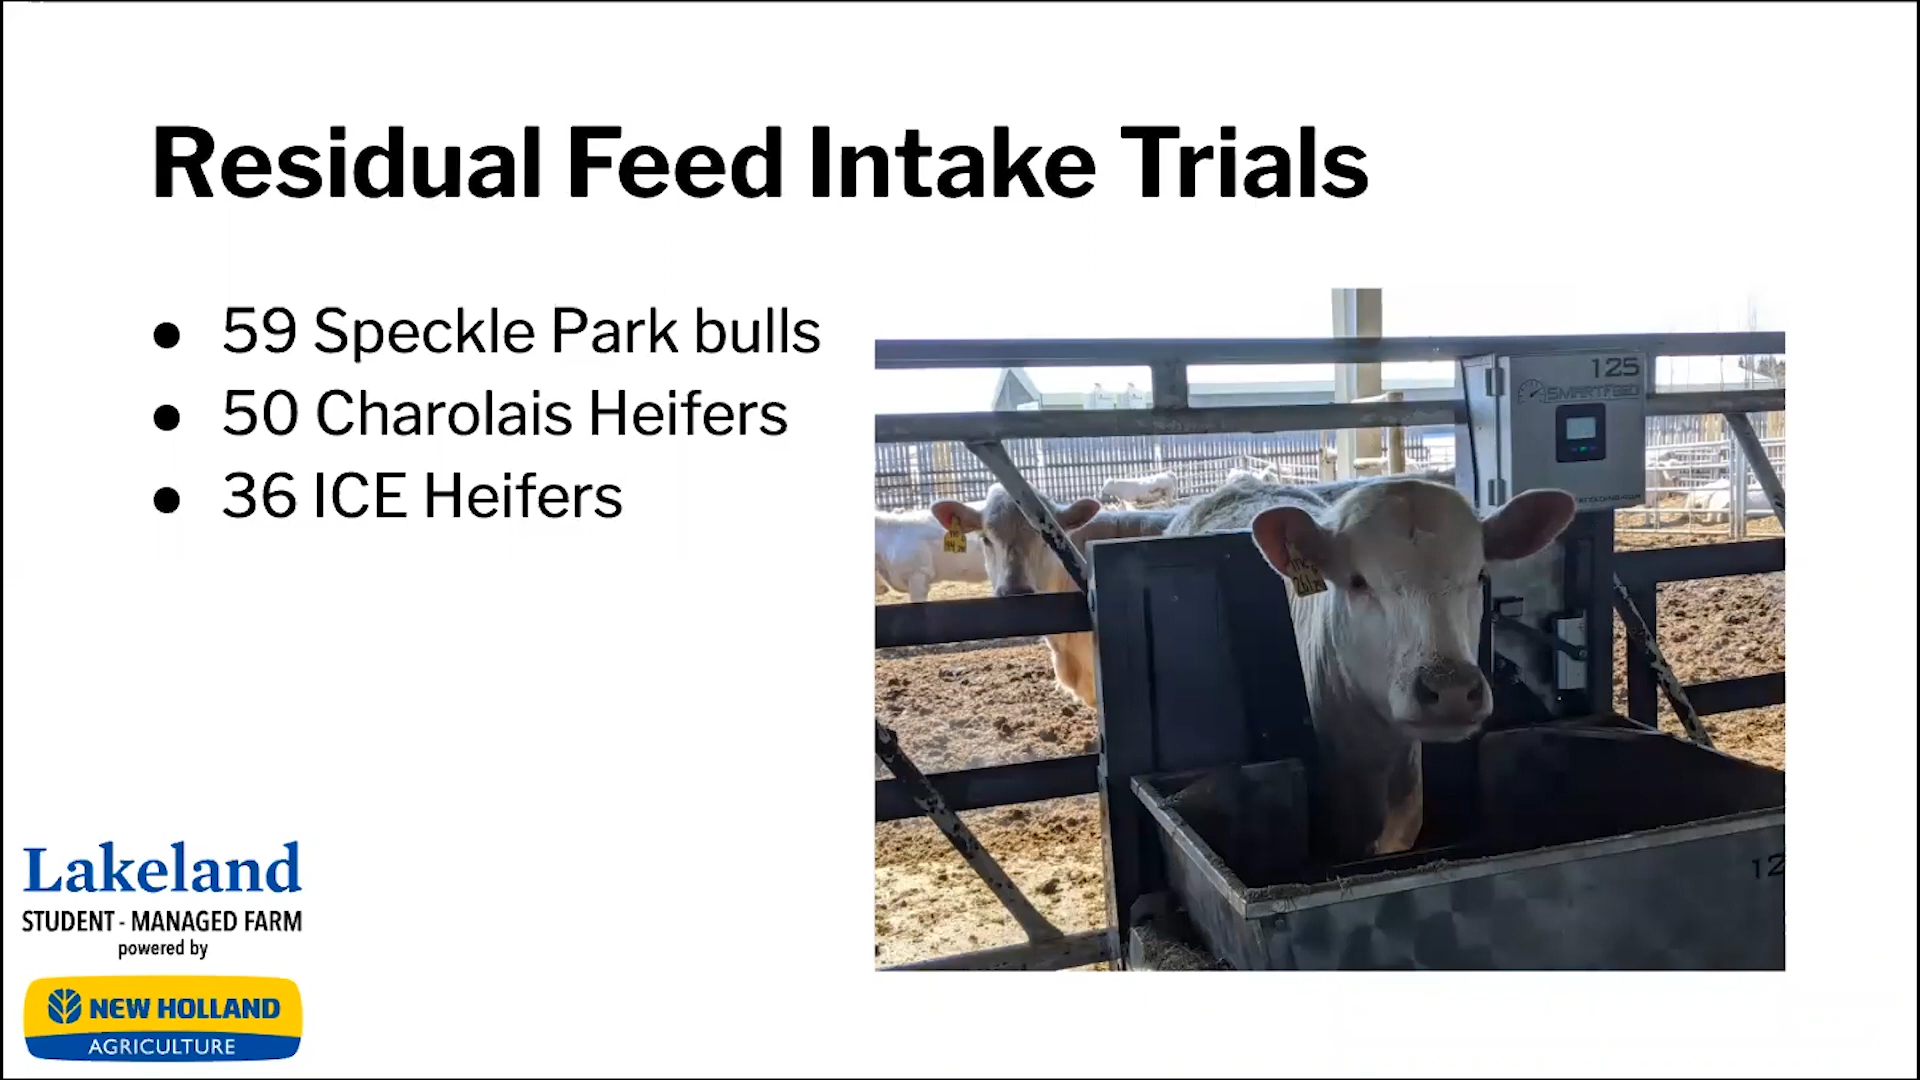 Residual Feed Intake Trials
● 59 Speckle Park bulls
● 50 Charolais Heifers
● 36 ICE Heifers
125
SMARTFEED
12
Lakeland
STUDENT - MANAGED FARM
powered by
NEW HOLLAND
AGRICULTURE